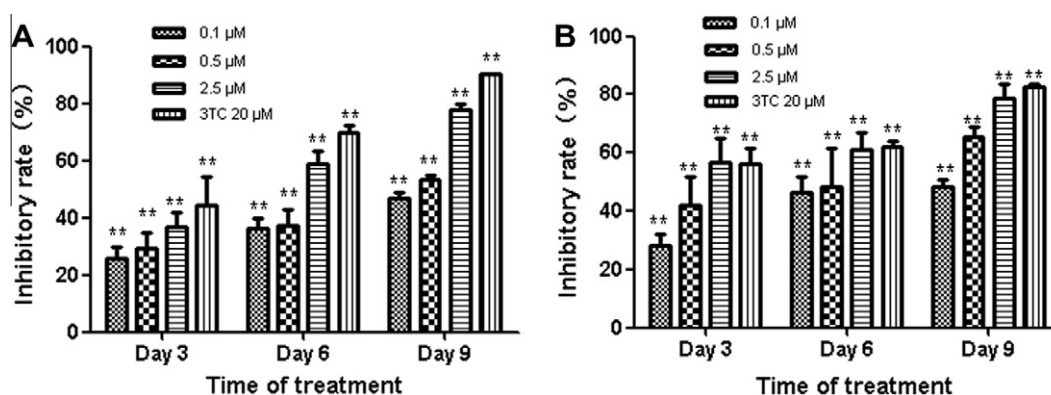 A
0.1 µM
0.5 µM
2.5 µM
3TC 20 µM
Inhibitory rate (%)
100
80
60
40
20
0
** ** ** **
** ** ** **
** ** ** **
Day 3 Day 6 Day 9
Time of treatment
B
0.1 µM
0.5 µM
2.5 µM
3TC 20 µM
Inhibitory rate (%)
100
80
60
40
20
0
** ** ** **
** ** ** **
** ** ** **
Day 3 Day 6 Day 9
Time of treatment